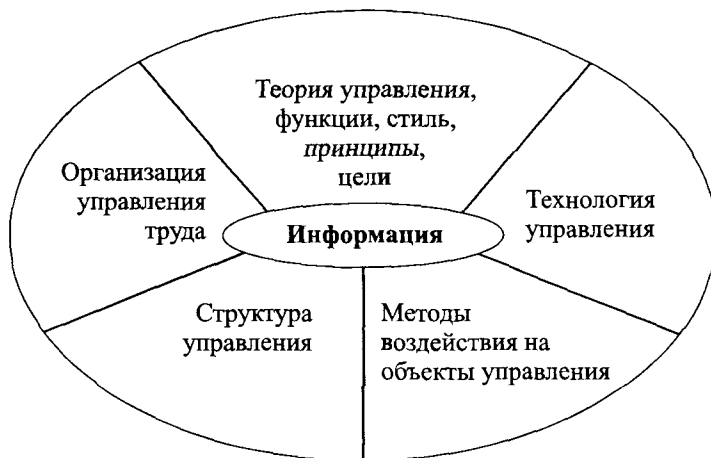 Теория управления,
функции, стиль,
принципы,
цели
Организация
управления
труда
Технология
управления
Информация
Структура
управления
Методы
воздействия на
объекты управления